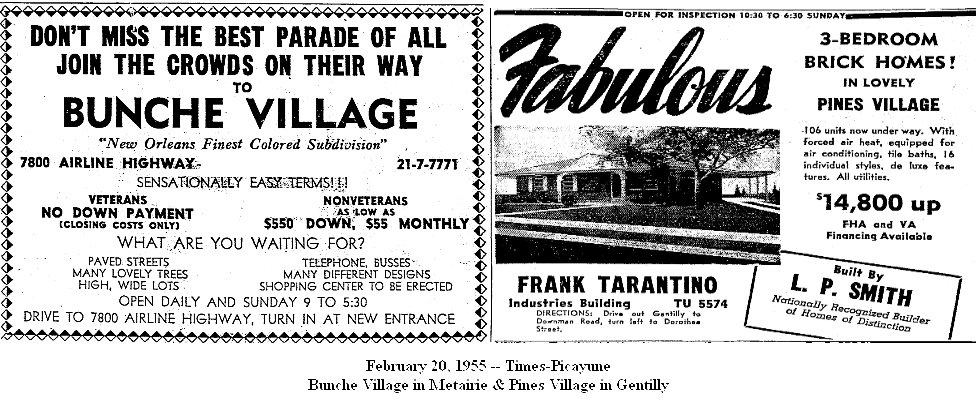 DON'T MISS THE BEST PARADE OF ALL
JOIN THE CROWDS ON THEIR WAY
TO
BUNCHE VILLAGE
"New Orleans Finest Colored Subdivision"
7800 AIRLINE HIGHWAY 21-7-7771
SENSATIONALLY EASY TERMS!!!
VETERANS
NO DOWN PAYMENT
(CLOSING COSTS ONLY)
NONVETERANS
AS LOW AS
$550 DOWN, $55 MONTHLY
WHAT ARE YOU WAITING FOR?
PAVED STREETS
MANY LOVELY TREES
HIGH, WIDE LOTS
TELEPHONE, BUSSES
MANY DIFFERENT DESIGNS
SHOPPING CENTER TO BE ERECTED
OPEN DAILY AND SUNDAY 9 TO 5:30
DRIVE TO 7800 AIRLINE HIGHWAY, TURN IN AT NEW ENTRANCE
OPEN FOR INSPECTION 10:30 TO 6:30 SUNDAY
Fabulous
3-BEDROOM
BRICK HOMES!
IN LOVELY
PINES VILLAGE
106 units now under way. With
forced air heat, equipped for
air conditioning, tile baths, 16
individual styles, de luxe fea-
tures. All utilities.
$14,800 up
FHA and VA
Financing Available
FRANK TARANTINO
Industries Building TU 5574
DIRECTIONS: Drive out Gentilly to
Downman Road, turn left to Dorothea
Street.
Built By
L. P. SMITH
Nationally Recognized Builder
of Homes of Distinction
February 20, 1955 -- Times-Picayune
Bunche Village in Metairie & Pines Village in Gentilly